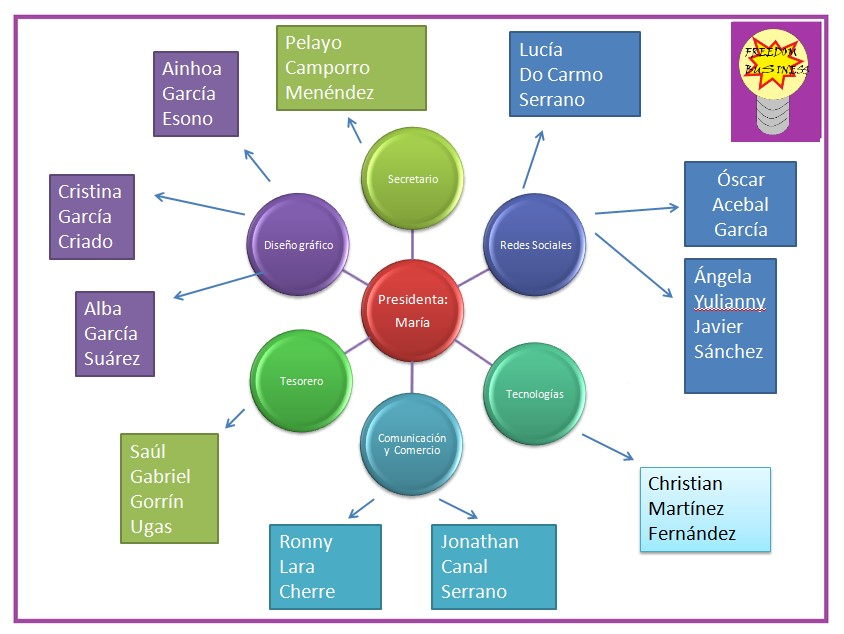 Pelayo
Camporro
Menéndez
Lucía
Do Carmo
Serrano
FREEDOM
BUSINESS
Ainhoa
García
Esono
Secretario
Óscar
Acebal
García
Cristina
García
Criado
Diseño gráfico
Redes Sociales
Ángela
Yulianny
Javier
Sánchez
Presidenta:
María
Alba
García
Suárez
Tesorero
Tecnologías
Comunicación
y Comercio
Saúl
Gabriel
Gorrín
Ugas
Christian
Martínez
Fernández
Ronny
Lara
Cherre
Jonathan
Canal
Serrano